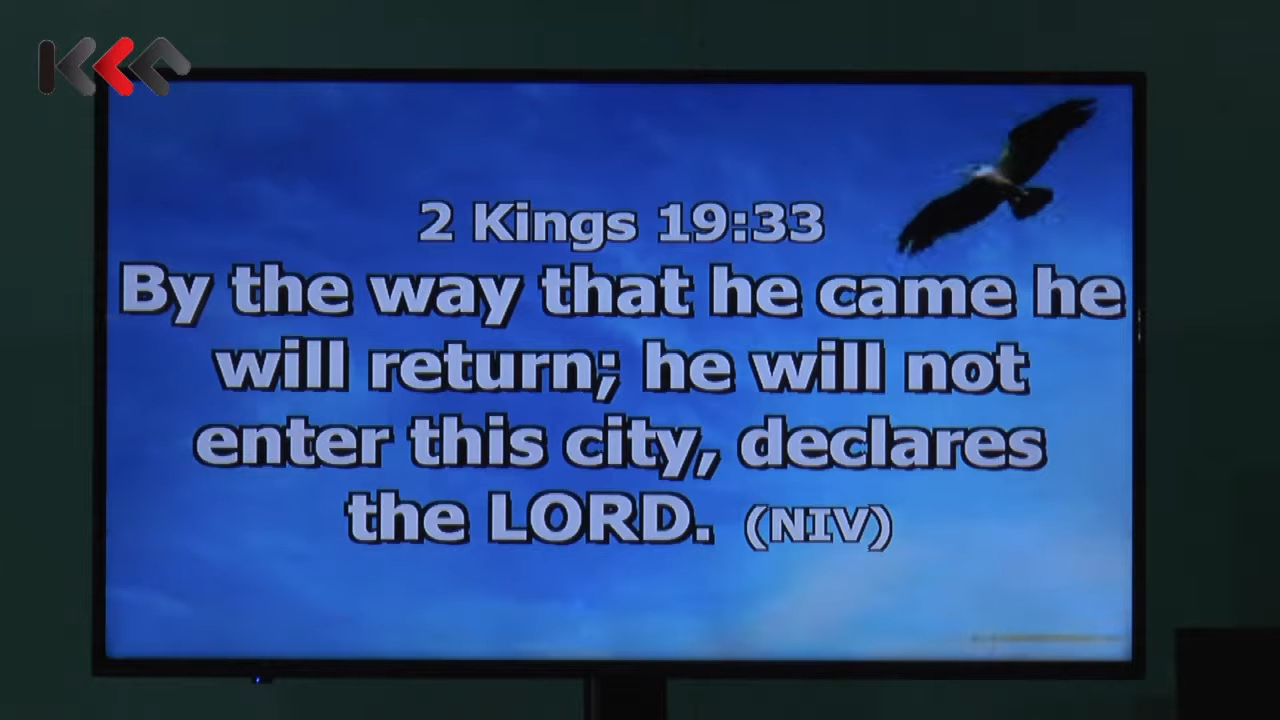 KCC
2 Kings 19:33
By the way that he came he
will return; he will not
enter this city, declares
the LORD. (NIV)